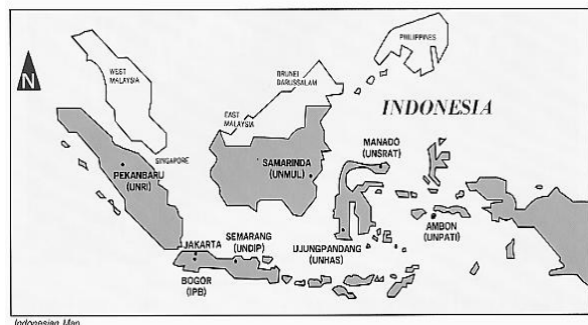 PHILIPPINES
WEST
MALAYSIA
BRUNEI
DARUSSALAM
N
INDONESIA
EAST
MALAYSIA
MANADO
(UNSRAT)
SINGAPORE
SAMARINDA
(UNMUL)
PEKANBARU
(UNRI)
AMBON
(UNPATI)
SEMARANG
(UNDIP)
UJUNGPANDANG
(UNHAS)
JAKARTA
BOGOR
(IPB)
Indonesian Map